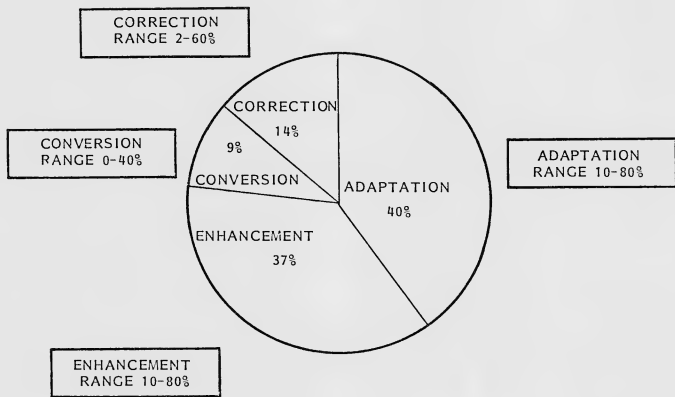 CORRECTION
RANGE 2-60%
CORRECTION
14%
9%
CONVERSION
RANGE 0-40%
CONVERSION
ADAPTATION
40%
ADAPTATION
RANGE 10-80%
ENHANCEMENT
37%
ENHANCEMENT
RANGE 10-80%